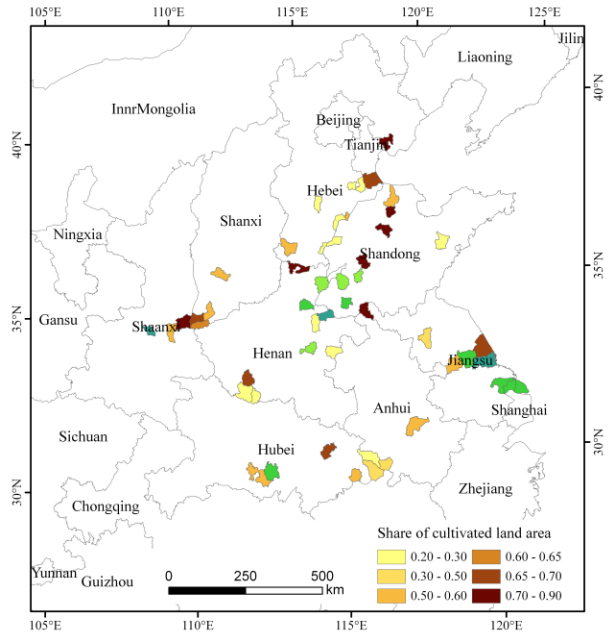 105°E 110°E 115°E 120°E 125°E
Jilin
Liaoning
40°N
InnrMongolia
Beijing
40°N
Tianjin
Hebei
Shanxi
Ningxia
Shandong
35°N
Gansu
35°N
Shaanxi
Henan
Jiangsu
Anhui
Shanghai
Sichuan
Hubei
30°N
Zhejiang
30°N
Chongqing
Share of cultivated land area
0.20 - 0.30 0.60 - 0.65
0.30 - 0.50 0.65 - 0.70
0.50 - 0.60 0.70 - 0.90
Yunnan
Guizhou
0 250 500
km
105°E 110°E 115°E 120°E